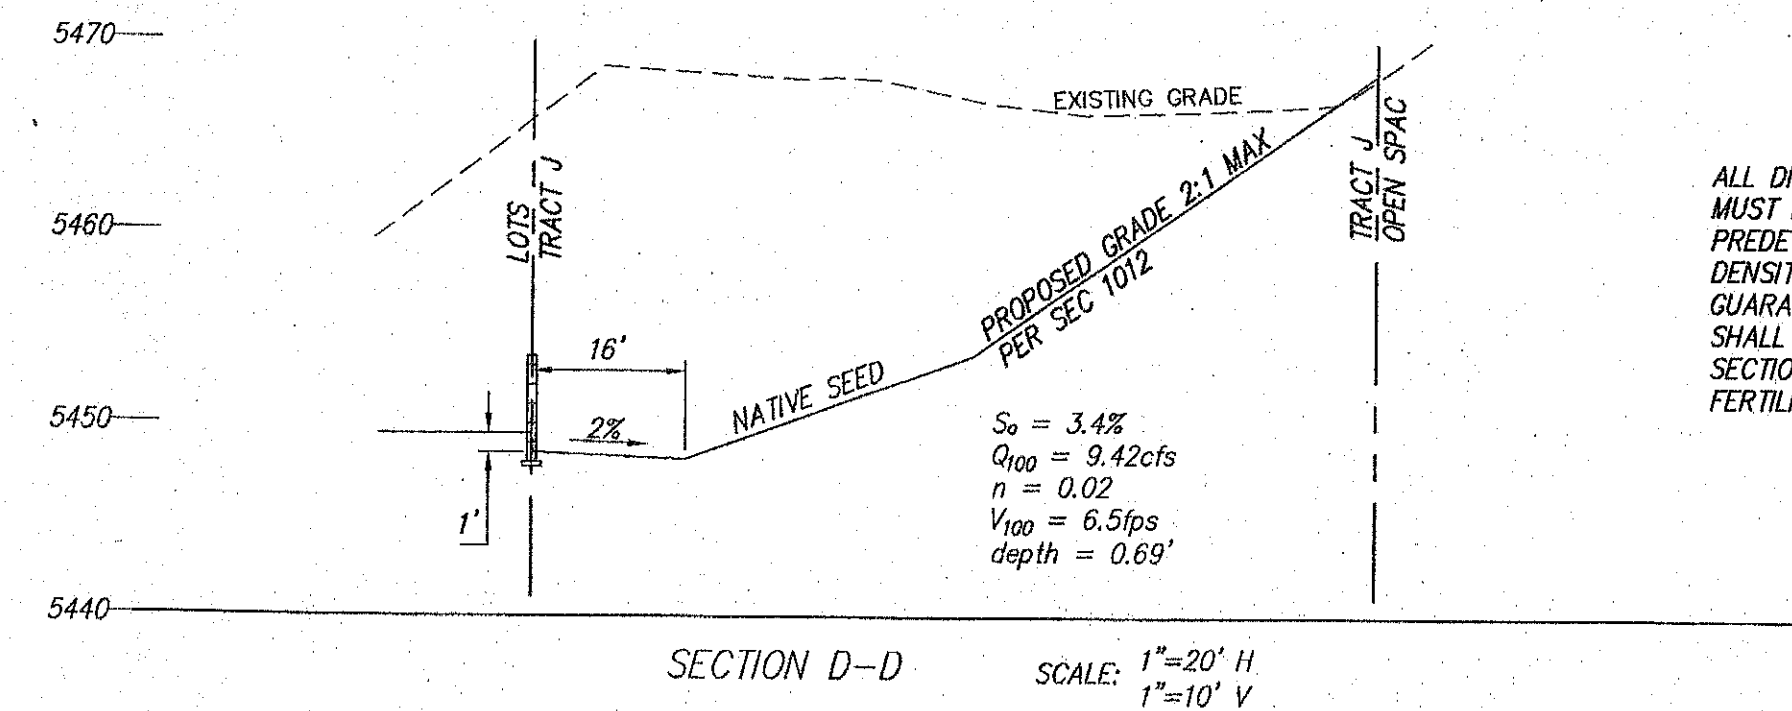 5470
5460
5450
5440
EXISTING GRADE
LOTS
TRACT J
TRACT J
OPEN SPAC
PROPOSED GRADE 2:1 MAX
PER SEC 1012
NATIVE SEED
16'
2%
1'
So = 3.4%
Q100 = 9.42cfs
n = 0.02
V100 = 6.5fps
depth = 0.69'
SECTION D-D
SCALE: 1"=20' H
1"=10' V
ALL
MUST
PREDE
DENSIT
GUARA
SHALL
SECTIO
FERTIL